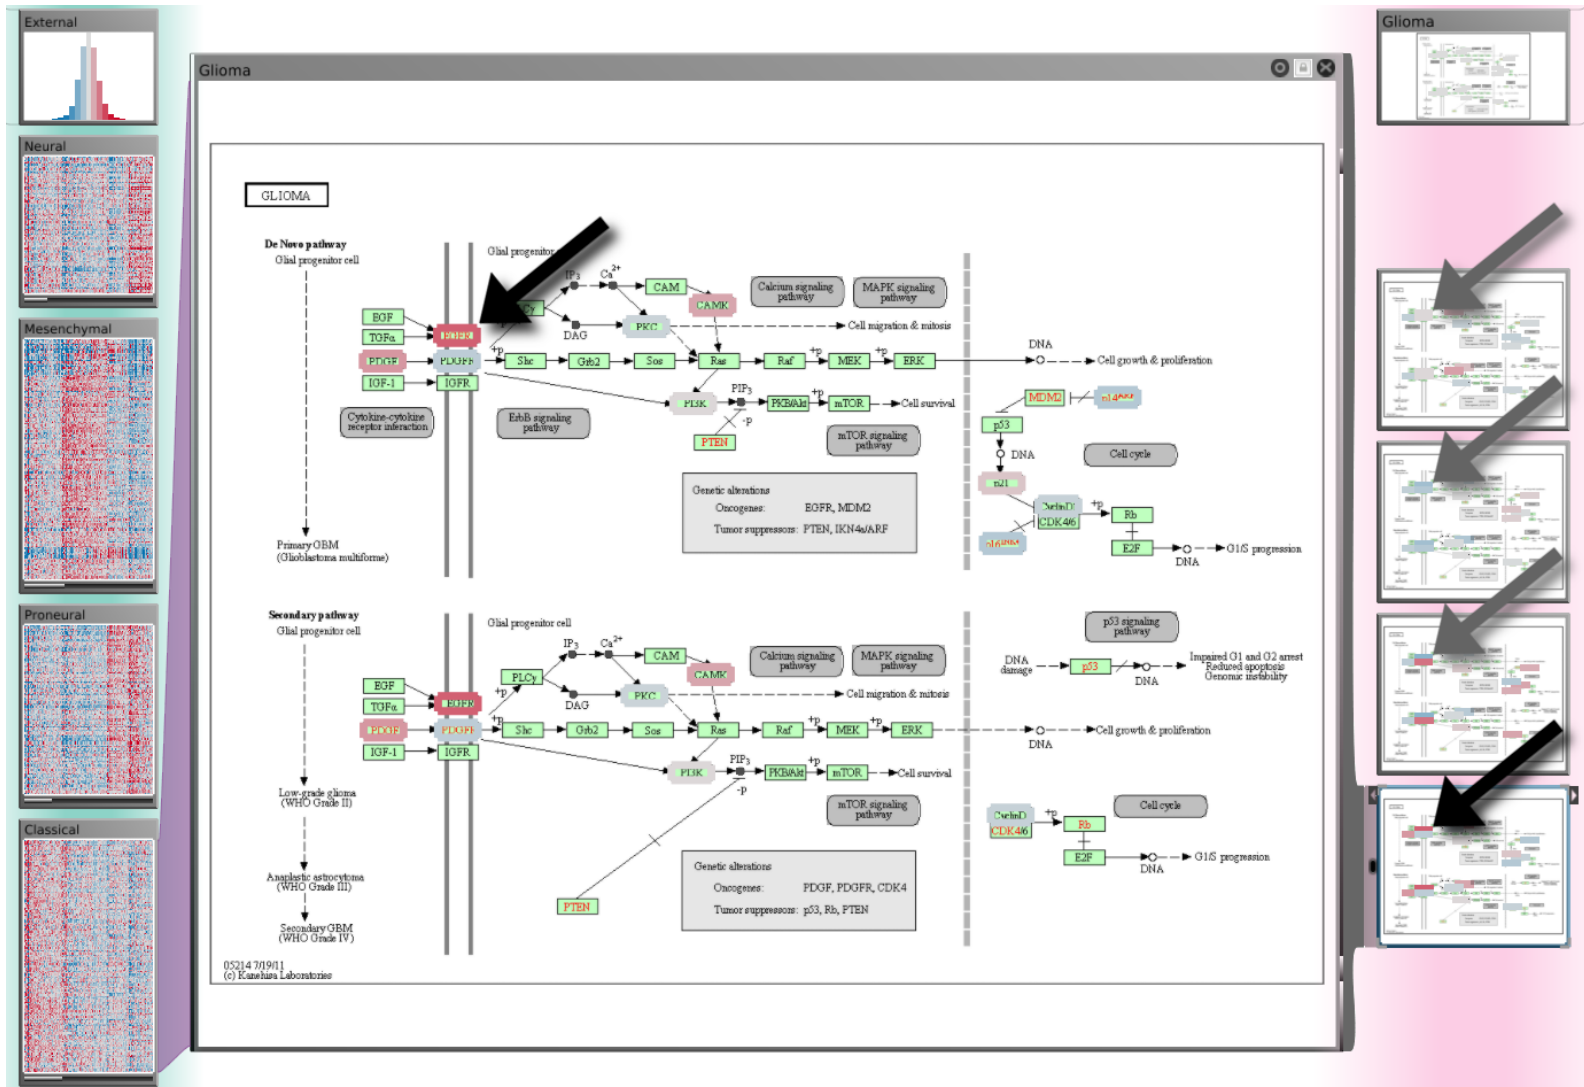 External
Neural
Mesenchymal
Proneural
Classical
Glioma
Glioma
GLIOMA
De Novo pathway
Glial progenitor cell
Glial progenitor
EGF
TGFα
PDGF
IGF-1
EGFR
PDGFR
IGFR
Cytokine-cytokine
receptor interaction
IP3
Ca2+
DAG
CAM
CAMK
PKC
Calcium signaling
pathway
MAPK signaling
pathway
Cell migration & mitosis
+p
Shc
Grb2
Sos
Ras
Raf
+p
MEK
+p
ERK
DNA
Cell growth & proliferation
PI3K
PIP3
-p
PKB/Akt
+p
mTOR
Cell survival
PTEN
ErbB signaling
pathway
mTOR signaling
pathway
MDM2
p14ARF
p53
DNA
p21
Cell cycle
CyclinD
CDK4/6
+p
Rb
p16INK4a
E2F
DNA
G1/S progression
Genetic alterations
Oncogenes: EGFR, MDM2
Tumor suppressors: PTEN, IKN4a/ARF
Primary GBM
(Glioblastoma multiforme)
Secondary pathway
Glial progenitor cell
Glial progenitor cell
EGF
TGFα
PDGF
IGF-1
EGFR
PDGFR
IGFR
+p
PLCγ
IP3
Ca2+
DAG
CAM
CAMK
PKC
Calcium signaling
pathway
MAPK signaling
pathway
Cell migration & mitosis
+p
Shc
Grb2
Sos
Ras
Raf
+p
MEK
+p
ERK
DNA
Cell growth & proliferation
p53 signaling
pathway
DNA
damage
p53
DNA
Impaired G1 and G2 arrest
Reduced apoptosis
Genomic instability
PI3K
PIP3
-p
PKB/Akt
+p
mTOR
Cell survival
mTOR signaling
pathway
PTEN
CyclinD
CDK4/6
+p
Rb
Cell cycle
E2F
DNA
G1/S progression
Low-grade glioma
(WHO Grade II)
Anaplastic astrocytoma
(WHO Grade III)
Secondary GBM
(WHO Grade IV)
Genetic alterations
Oncogenes: PDGF, PDGFR, CDK4
Tumor suppressors: p53, Rb, PTEN
05214 7/19/11
(c) Kanehisa Laboratories